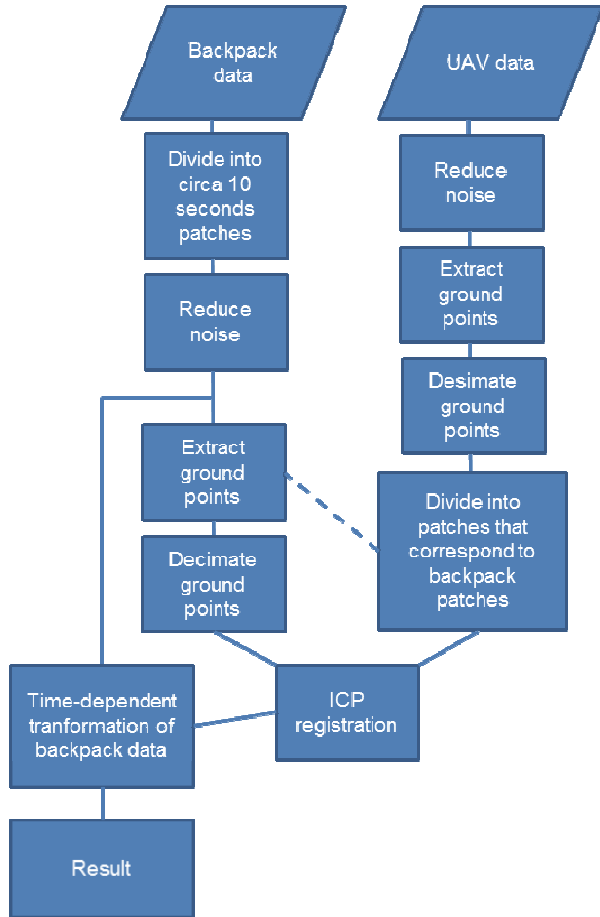 Backpack
data
UAV data
Divide into
circa 10
seconds
patches
Reduce
noise
Reduce
noise
Extract
ground
points
Desimate
ground
points
Extract
ground
points
Divide into
patches that
correspond to
backpack
patches
Decimate
ground
points
Time-dependent
tranformation of
backpack data
ICP
registration
Result